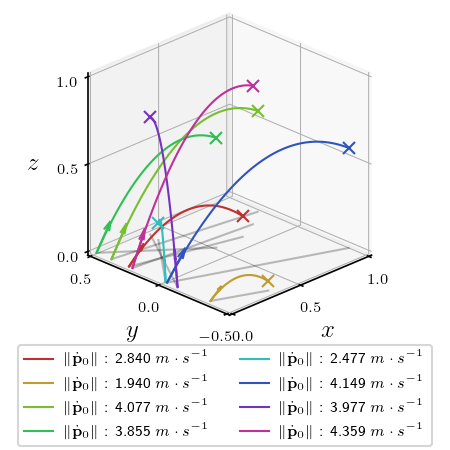 1.0
z
0.5
0.0
0.5
1.0
0.0
0.5
y
x
−0.50.0
‖ṗ₀‖ : 2.840 m · s⁻¹
‖ṗ₀‖ : 1.940 m · s⁻¹
‖ṗ₀‖ : 4.077 m · s⁻¹
‖ṗ₀‖ : 3.855 m · s⁻¹
‖ṗ₀‖ : 2.477 m · s⁻¹
‖ṗ₀‖ : 4.149 m · s⁻¹
‖ṗ₀‖ : 3.977 m · s⁻¹
‖ṗ₀‖ : 4.359 m · s⁻¹